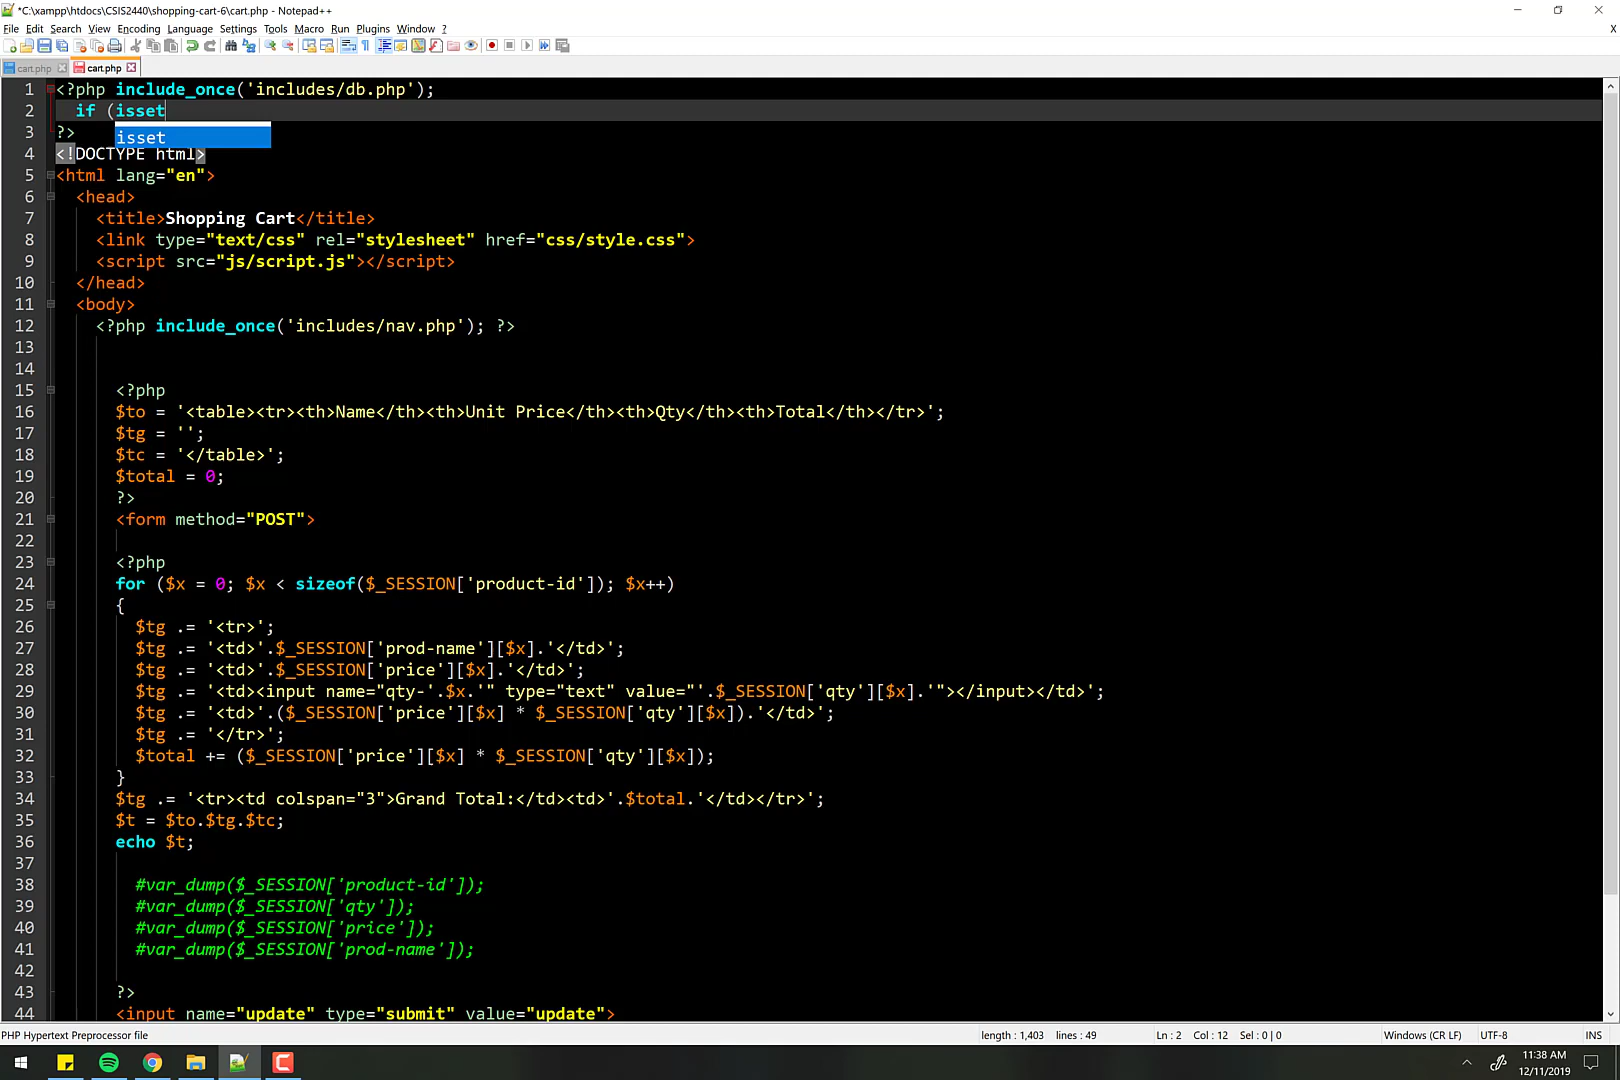 *C:\xampp\htdocs\CSIS2440\shopping-cart-6\cart.php - Notepad++
File Edit Search View Encoding Language Settings Tools Macro Run Plugins Window ? X
cart.php cart.php
1 <?php include_once('includes/db.php');
2 if (isset
isset
3 ?>
4 <!DOCTYPE html>
5 <html lang="en">
6 <head>
7 <title>Shopping Cart</title>
8 <link type="text/css" rel="stylesheet" href="css/style.css">
9 <script src="js/script.js"></script>
10 </head>
11 <body>
12 <?php include_once('includes/nav.php'); ?>
13
14
15 <?php
16 $to = '<table><tr><th>Name</th><th>Unit Price</th><th>Qty</th><th>Total</th></tr>';
17 $tg = '';
18 $tc = '</table>';
19 $total = 0;
20 ?>
21 <form method="POST">
22
23 <?php
24 for ($x = 0; $x < sizeof($_SESSION['product-id']); $x++)
25 {
26 $tg .= '<tr>';
27 $tg .= '<td>'.$_SESSION['prod-name'][$x].'</td>';
28 $tg .= '<td>'.$_SESSION['price'][$x].'</td>';
29 $tg .= '<td><input name="qty-'.$x.'" type="text" value="'.$_SESSION['qty'][$x].'"></input></td>';
30 $tg .= '<td>'.($_SESSION['price'][$x] * $_SESSION['qty'][$x]).'</td>';
31 $tg .= '</tr>';
32 $total += ($_SESSION['price'][$x] * $_SESSION['qty'][$x]);
33 }
34 $tg .= '<tr><td colspan="3">Grand Total:</td><td>'.$total.'</td></tr>';
35 $t = $to.$tg.$tc;
36 echo $t;
37
38 #var_dump($_SESSION['product-id']);
39 #var_dump($_SESSION['qty']);
40 #var_dump($_SESSION['price']);
41 #var_dump($_SESSION['prod-name']);
42
43 ?>
44 <input name="update" type="submit" value="update">
PHP Hypertext Preprocessor file length : 1,403 lines : 49 Ln : 2 Col : 12 Sel : 0 | 0 Windows (CR LF) UTF-8 INS
11:38 AM
12/11/2019